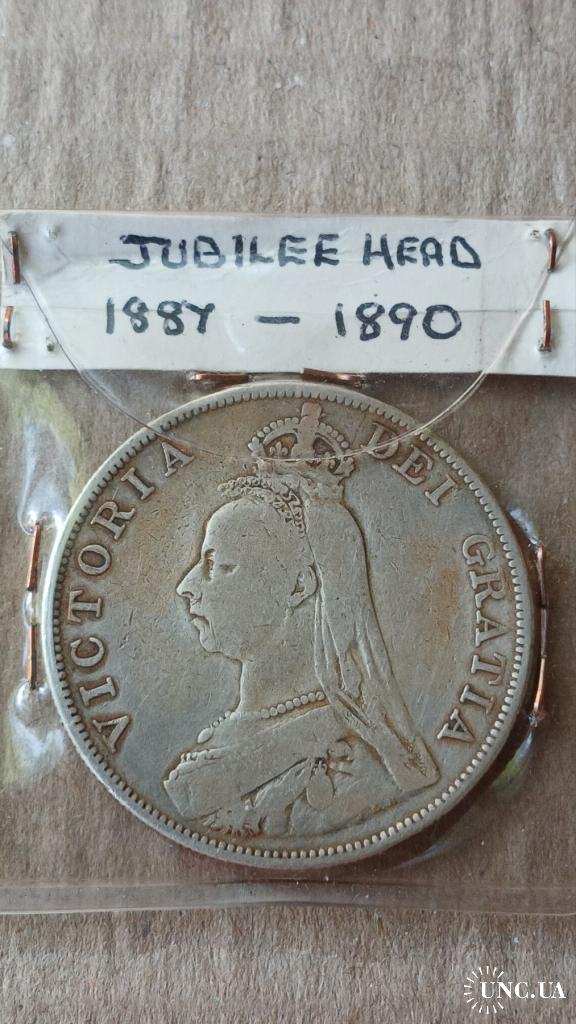 JUBILEE HEAD
1887 — 1890
VICTORIA DEI GRATIA
UNC.UA